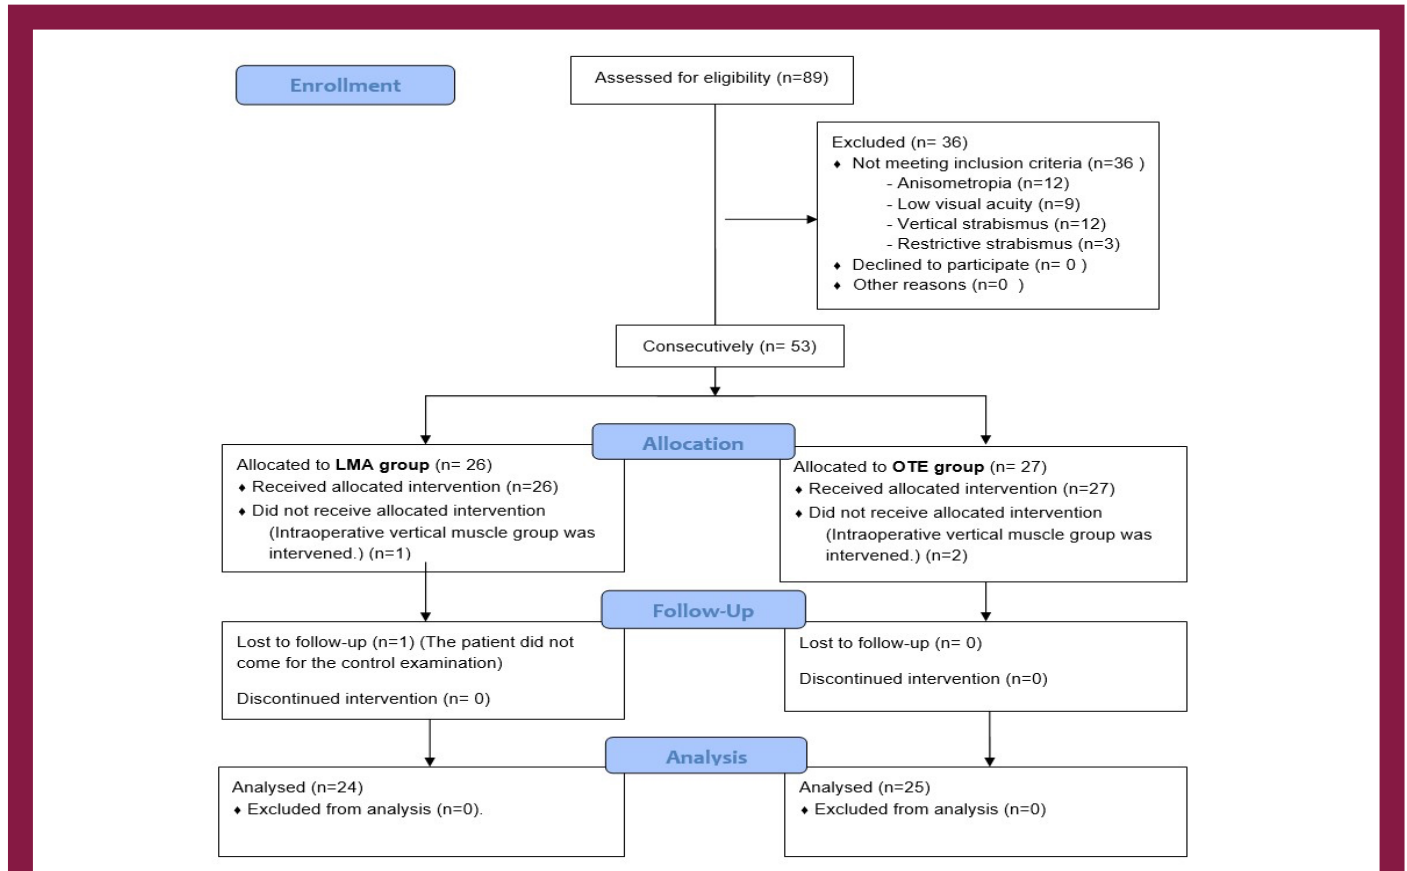 Enrollment
Assessed for eligibility (n=89)
Excluded (n= 36)
♦ Not meeting inclusion criteria (n=36 )
- Anisometropia (n=12)
- Low visual acuity (n=9)
- Vertical strabismus (n=12)
- Restrictive strabismus (n=3)
♦ Declined to participate (n= 0 )
♦ Other reasons (n=0 )
Consecutively (n= 53)
Allocation
Allocated to LMA group (n= 26)
♦ Received allocated intervention (n=26)
♦ Did not receive allocated intervention
(Intraoperative vertical muscle group was
intervened.) (n=1)
Allocated to OTE group (n= 27)
♦ Received allocated intervention (n=27)
♦ Did not receive allocated intervention
(Intraoperative vertical muscle group was
intervened.) (n=2)
Follow-Up
Lost to follow-up (n=1) (The patient did not
come for the control examination)
Discontinued intervention (n= 0)
Lost to follow-up (n= 0)
Discontinued intervention (n=0)
Analysis
Analysed (n=24)
♦ Excluded from analysis (n=0).
Analysed (n=25)
♦ Excluded from analysis (n=0)